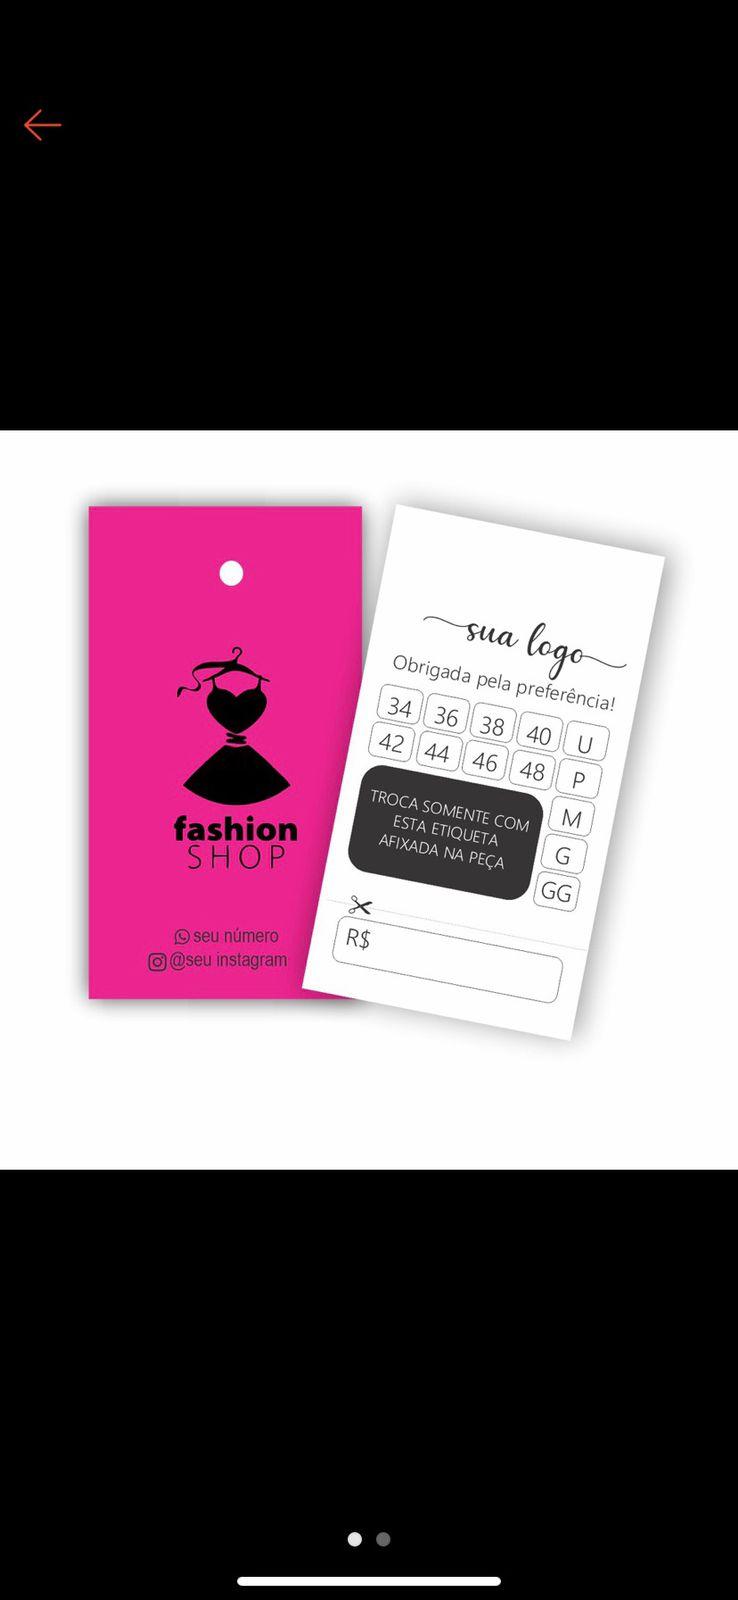 fashion
SHOP
seu número
@seu instagram
sua logo
Obrigada pela preferência!
34 36 38 40 U
42 44 46 48 P
M
G
GG
TROCA SOMENTE COM
ESTA ETIQUETA
AFIXADA NA PEÇA
R$